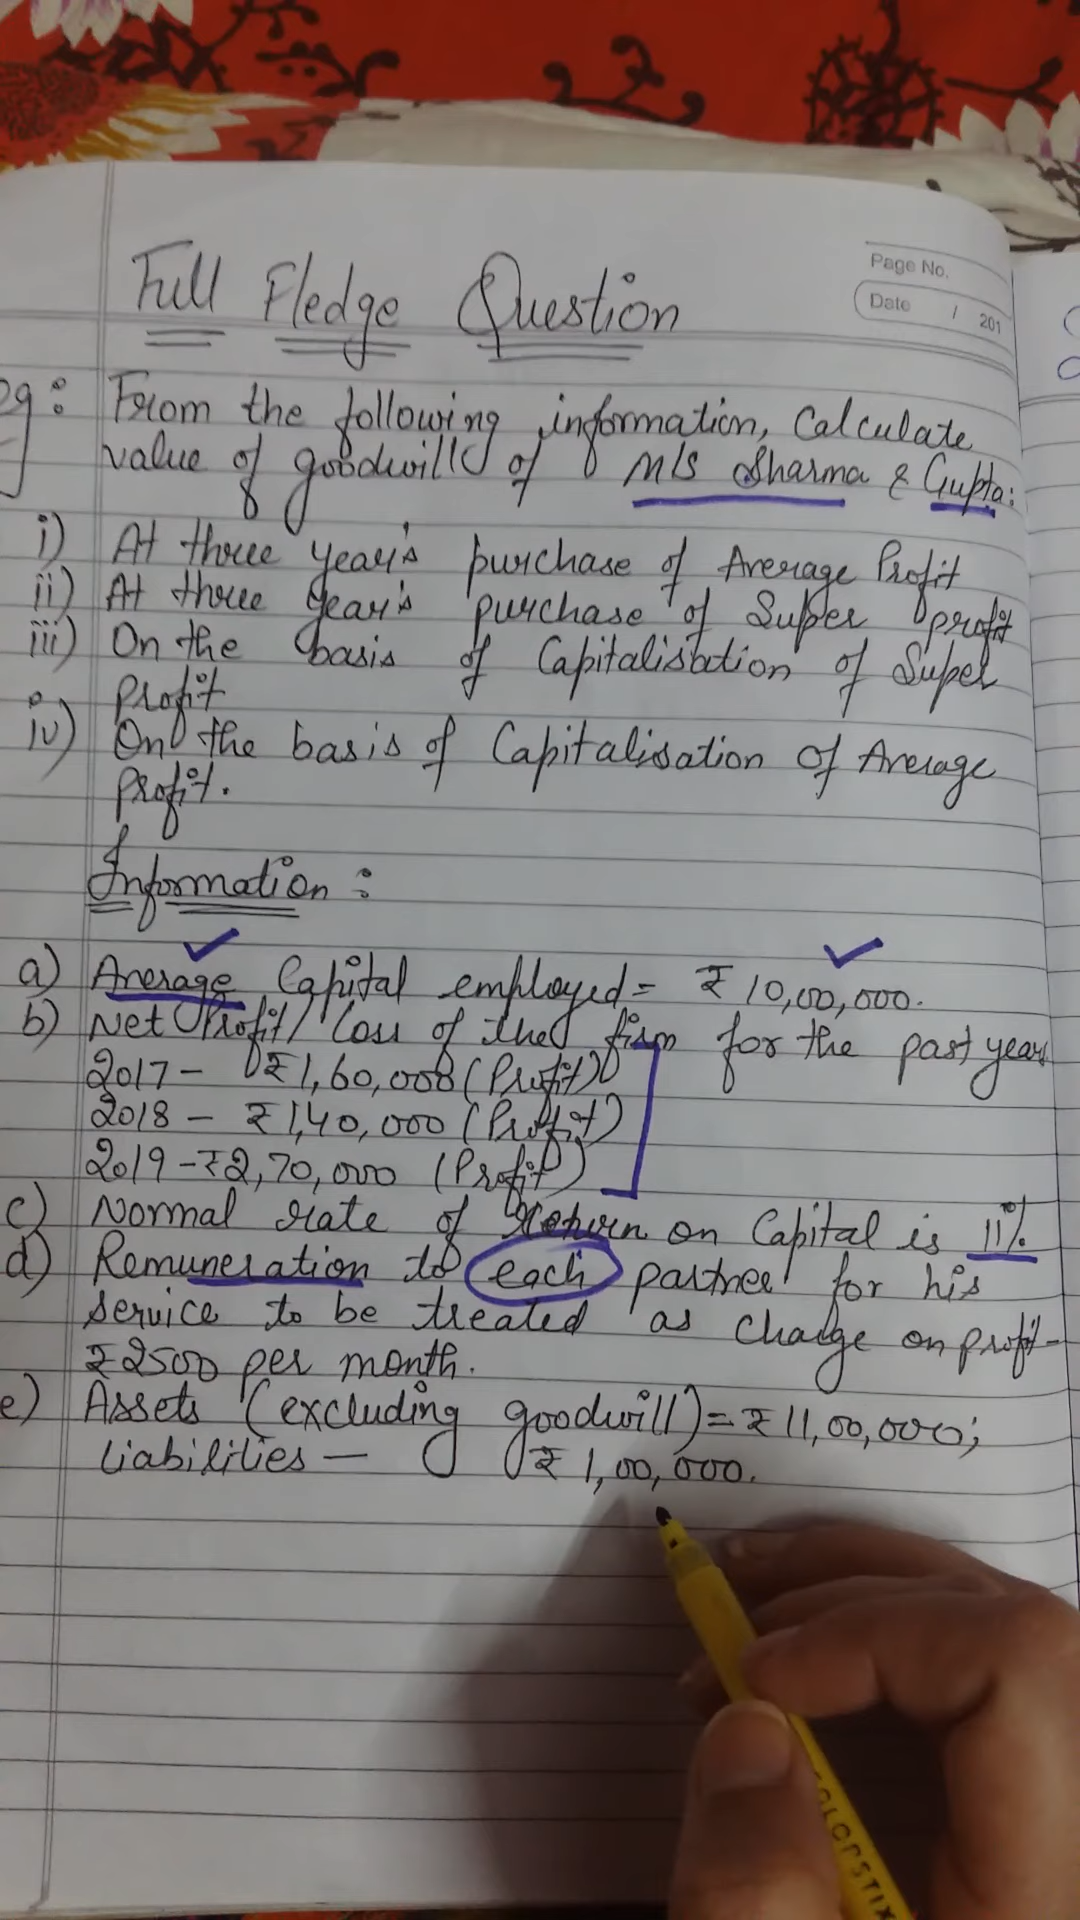 Full Fledge Question
Page No.
Date / 201
eg: From the following information, Calculate
value of goodwill of M/S Sharma & Gupta:
i) At three year's purchase of Average Profit
ii) At three year's purchase of Super profit
iii) On the basis of Capitalisation of Super
Profit
iv) On the basis of Capitalisation of Average
Profit.
Information:
a) Average Capital employed = ₹ 10,00,000.
b) Net Profit/Loss of the firm for the past years
2017 - ₹1,60,000 (Profit)
2018 - ₹1,40,000 (Profit)
2019 - ₹2,70,000 (Profit)
c) Normal rate of return on Capital is 11%
d) Remuneration to each partner for his
service to be treated as charge on profit-
₹2500 per month.
e) Assets (excluding goodwill) = ₹11,00,000;
Liabilities — ₹1,00,000.
COLORSTIX